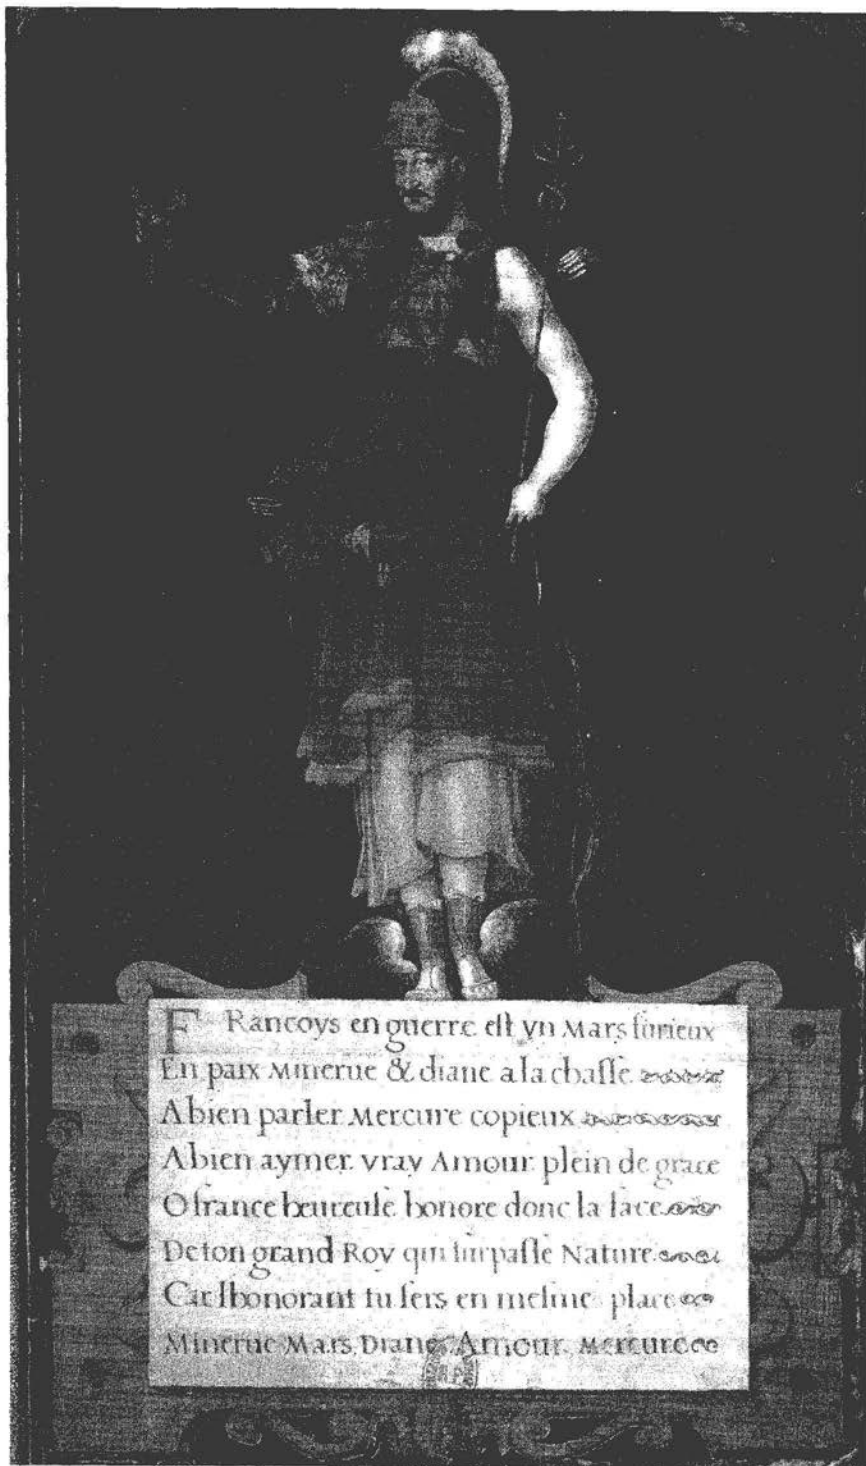 FRancoys en guerre est vn Mars furieux
En paix Minerue & diane a la chasse
A bien parler Mercure copieux
A bien aymer vray Amour plein de grace
O france heureuse honore donc la face
De ton grand Roy qui surpasse Nature
Car lhonorant tu sers en mesme place
Minerue Mars Diane Amour Mercure